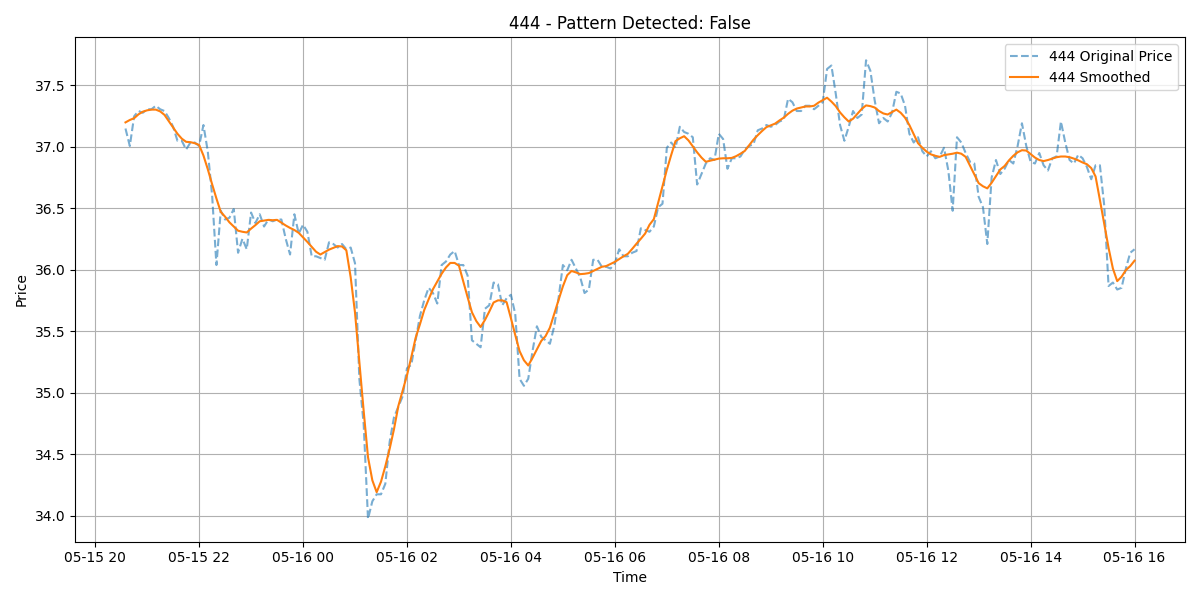 444 - Pattern Detected: False
444 Original Price
444 Smoothed
Price
37.5
37.0
36.5
36.0
35.5
35.0
34.5
34.0
05-15 20 05-15 22 05-16 00 05-16 02 05-16 04 05-16 06 05-16 08 05-16 10 05-16 12 05-16 14 05-16 16
Time